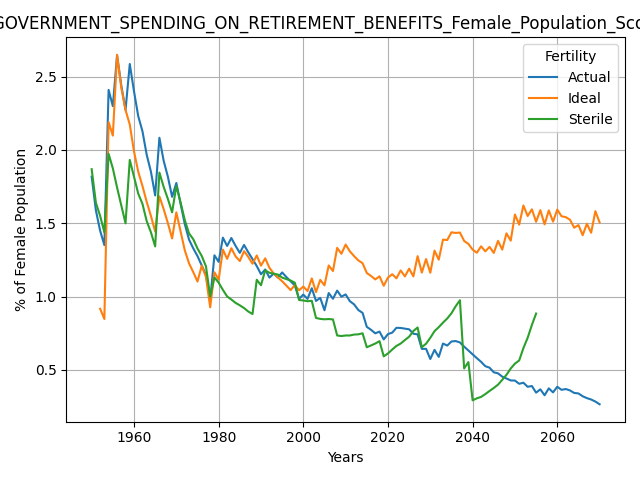 GOVERNMENT_SPENDING_ON_RETIREMENT_BENEFITS_Female_Population_Sco
Fertility
Actual
Ideal
Sterile
% of Female Population
2.5
2.0
1.5
1.0
0.5
1960 1980 2000 2020 2040 2060
Years